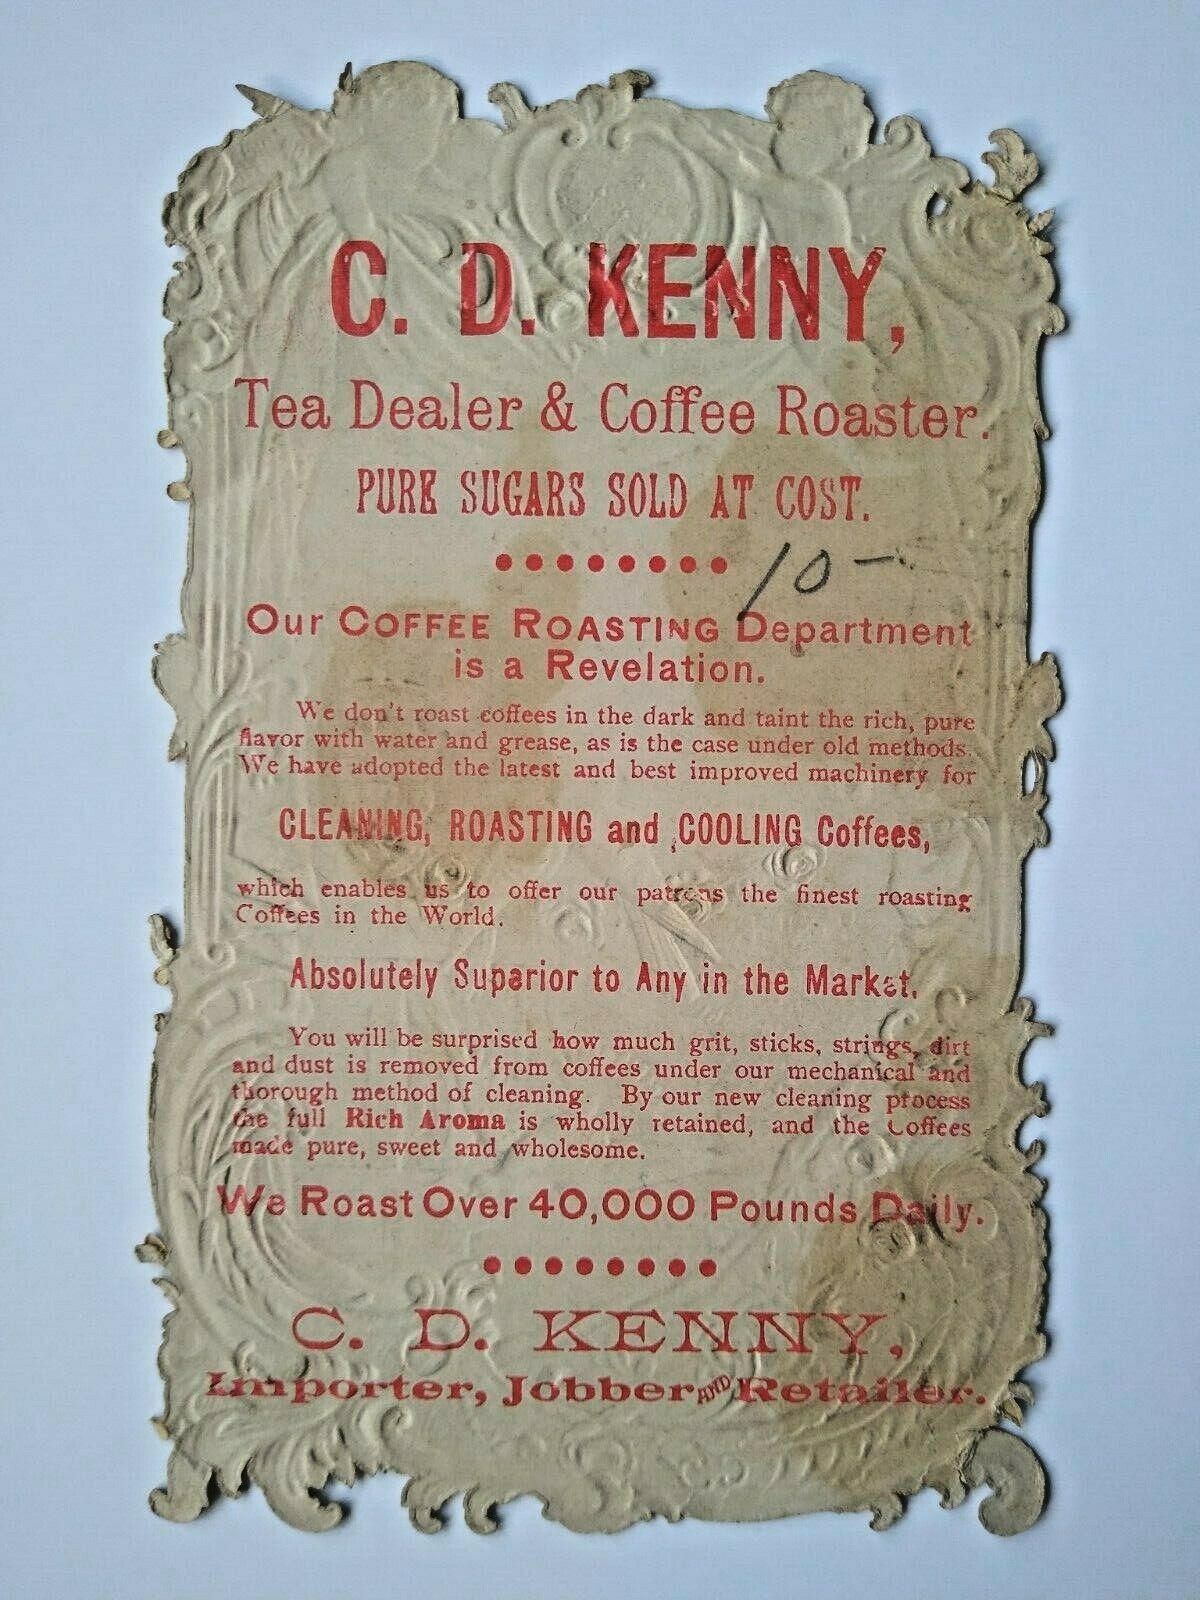 C. D. KENNY,
Tea Dealer & Coffee Roaster.
PURE SUGARS SOLD AT COST.
10-
Our COFFEE ROASTING Department
is a Revelation.
We don't roast coffees in the dark and taint the rich, pure
flavor with water and grease, as is the case under old methods.
We have adopted the latest and best improved machinery for
CLEANING, ROASTING and COOLING Coffees,
which enables us to offer our patrons the finest roasting
Coffees in the World.
Absolutely Superior to Any in the Market.
You will be surprised how much grit, sticks, strings, dirt
and dust is removed from coffees under our mechanical and
thorough method of cleaning. By our new cleaning process
the full Rich Aroma is wholly retained, and the Coffees
made pure, sweet and wholesome.
We Roast Over 40,000 Pounds Daily.
C. D. KENNY,
Importer, Jobber AND Retailer.